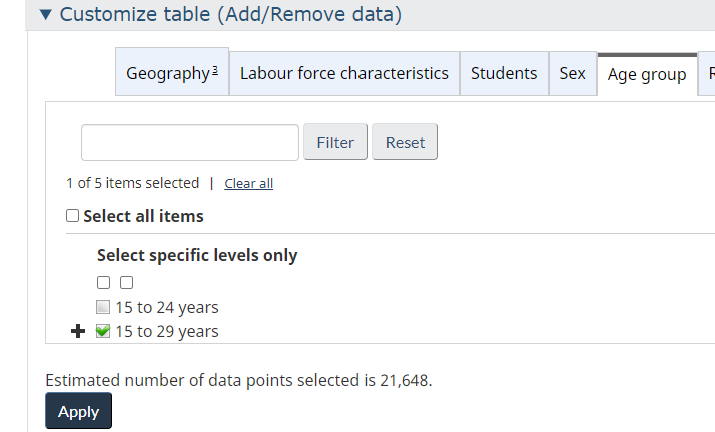 ▼ Customize table (Add/Remove data)
Geography 3 Labour force characteristics Students Sex Age group
Filter Reset
1 of 5 items selected | Clear all
Select all items
Select specific levels only
15 to 24 years
15 to 29 years
Estimated number of data points selected is 21,648.
Apply